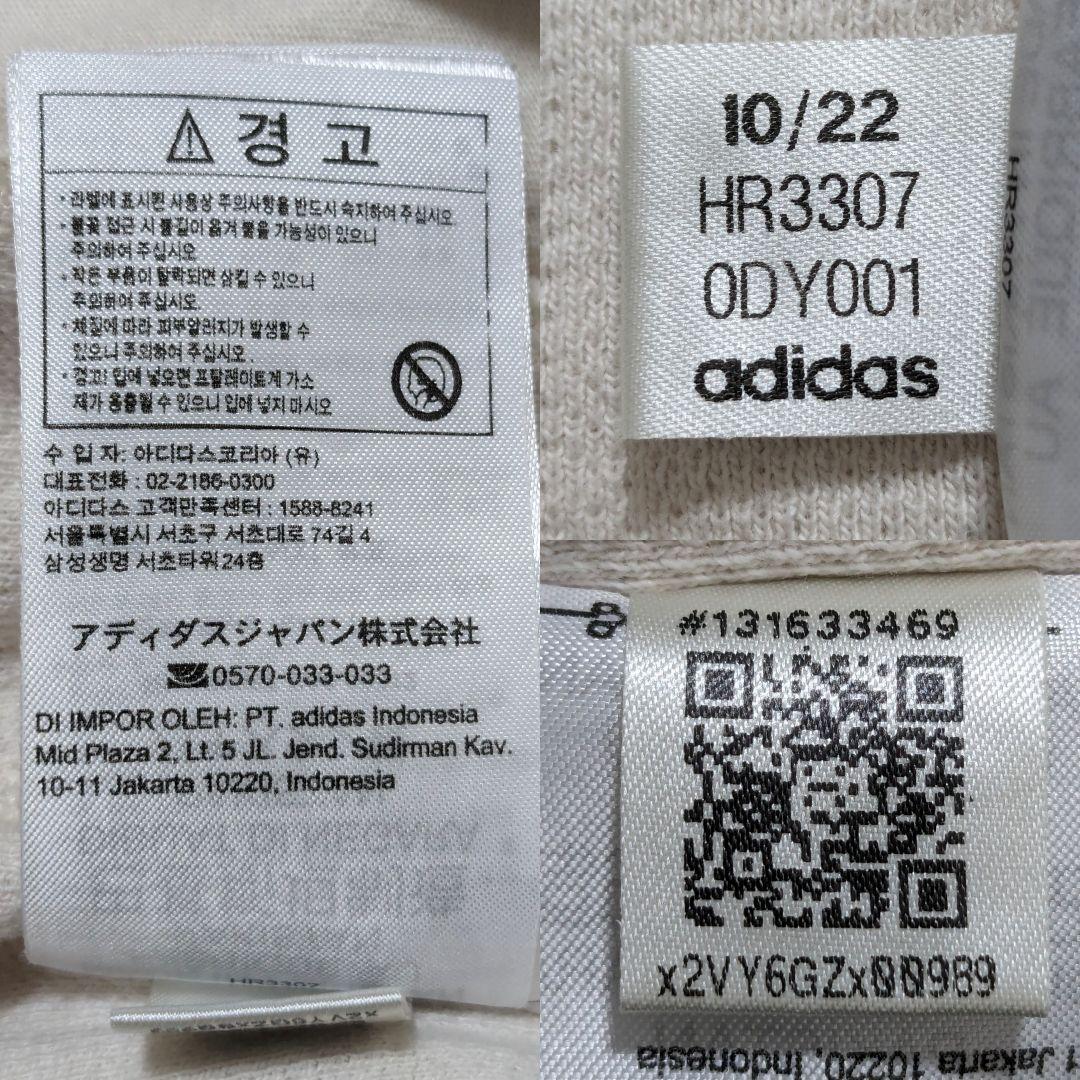 경 고
• 라벨에 표시된 사용상 주의사항을 반드시 숙지하여 주십시오
• 불꽃 접근 시 불길이 옮겨 붙을 가능성이 있으니
주의하여 주십시오
• 작은 부품이 탈락되면 삼킬 수 있으니
주의하여 주십시오.
• 체질에 따라 피부알러지가 발생할 수
있으니 주의하여 주십시오.
• 경고! 입에 넣으면 프탈레이트계 가소
제가 용출될 수 있으니 입에 넣지 마시오
수 입 자: 아디다스코리아 (유)
대표전화 : 02-2186-0300
아디다스 고객만족센터 : 1588-8241
서울특별시 서초구 서초대로 74길 4
삼성생명 서초타워24층
アディダスジャパン株式会社
0570-033-033
DI IMPOR OLEH: PT. adidas Indonesia
Mid Plaza 2, Lt. 5 JL. Jend. Sudirman Kav.
10-11 Jakarta 10220, Indonesia
HR3307
10/22
HR3307
0DY001
adidas
HR3307
#131633469
x2VY6GZx00989
1 Jakarta 10220, Indonesia